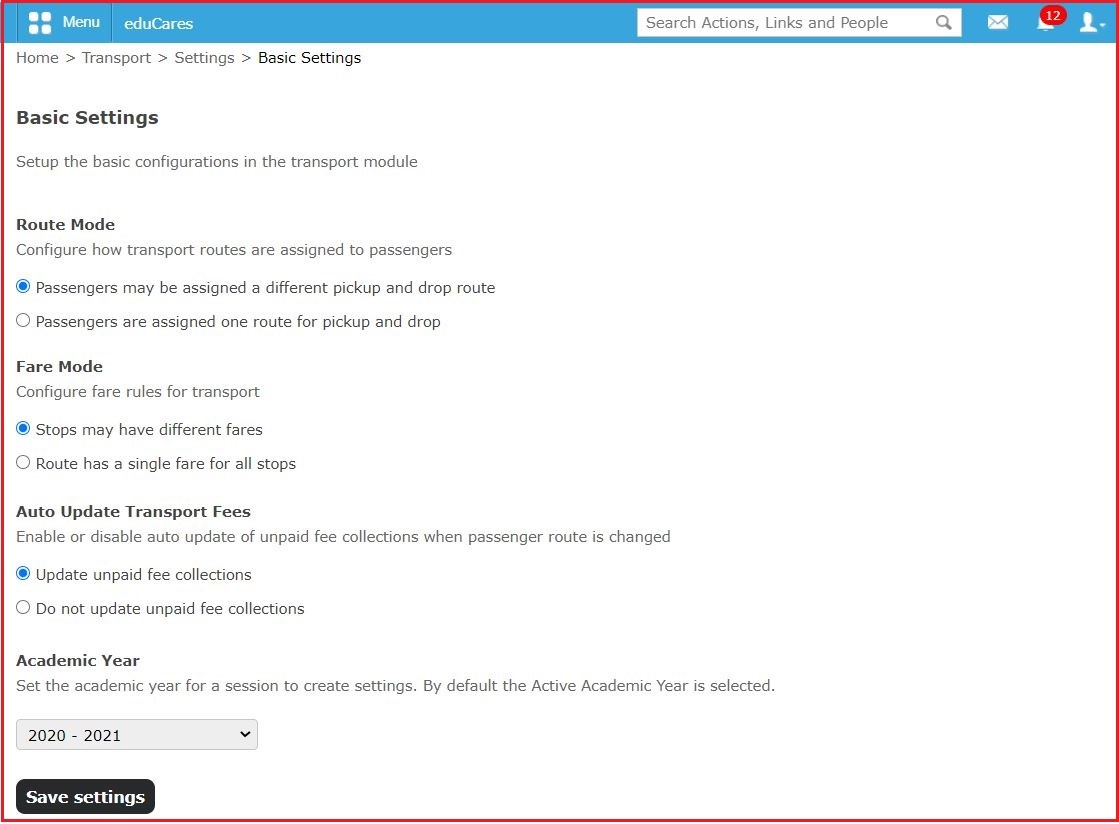 Menu
eduCares
Search Actions, Links and People
12
Home > Transport > Settings > Basic Settings
Basic Settings
Setup the basic configurations in the transport module
Route Mode
Configure how transport routes are assigned to passengers
Passengers may be assigned a different pickup and drop route
Passengers are assigned one route for pickup and drop
Fare Mode
Configure fare rules for transport
Stops may have different fares
Route has a single fare for all stops
Auto Update Transport Fees
Enable or disable auto update of unpaid fee collections when passenger route is changed
Update unpaid fee collections
Do not update unpaid fee collections
Academic Year
Set the academic year for a session to create settings. By default the Active Academic Year is selected.
2020 - 2021
Save settings